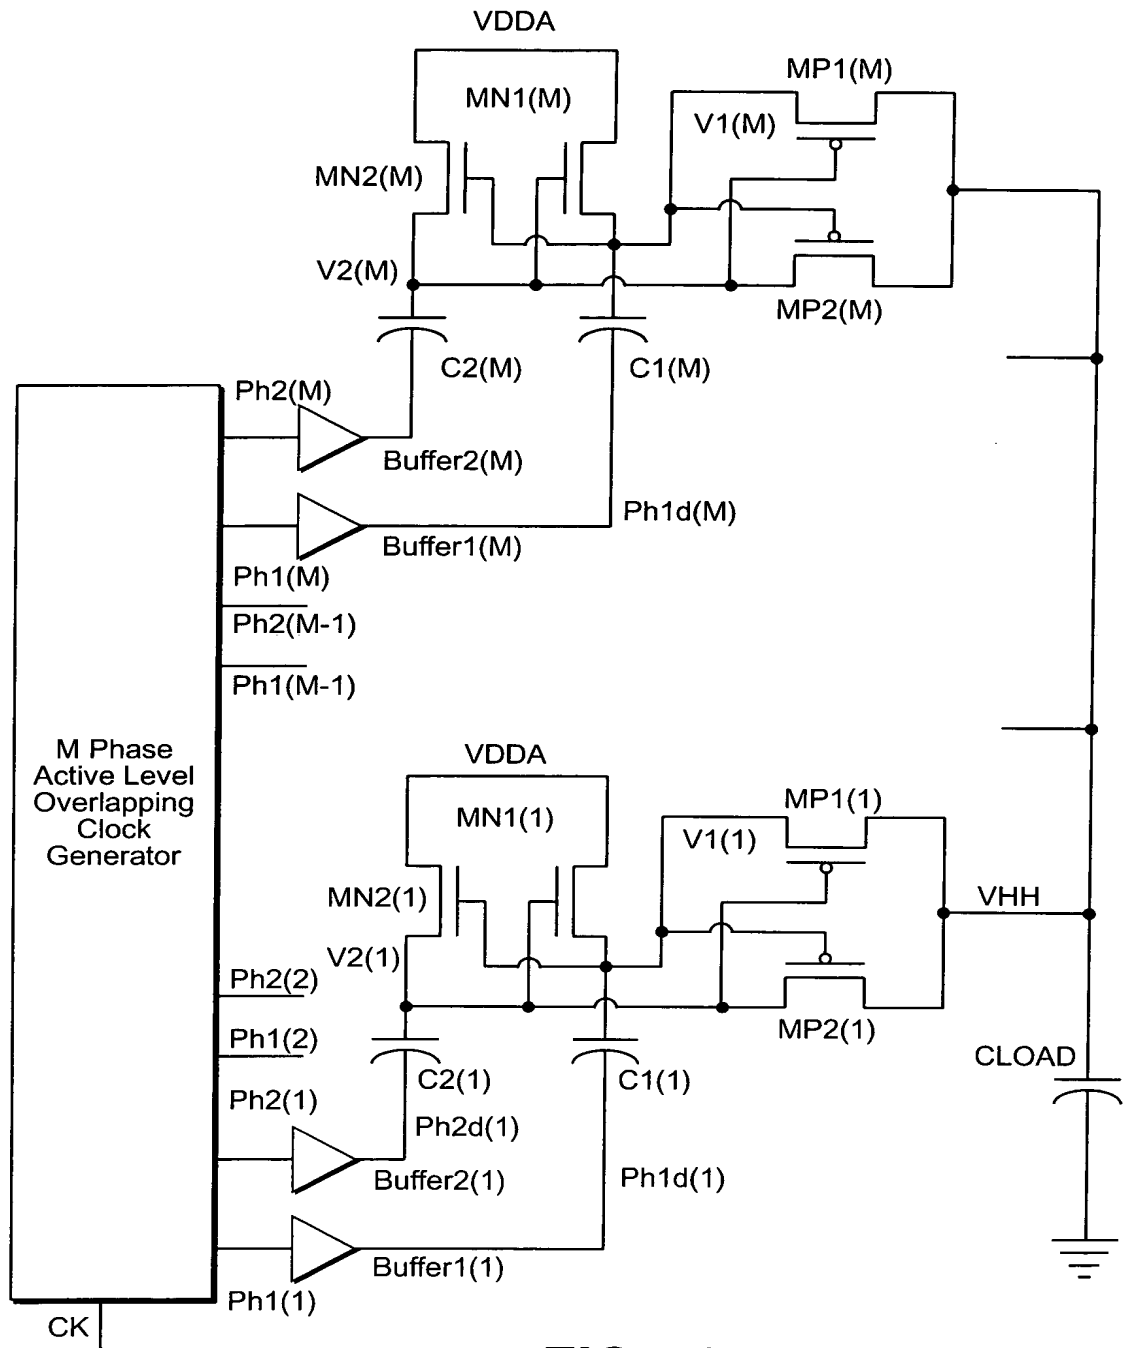 VDDA
MN1(M)
MP1(M)
V1(M)
MN2(M)
V2(M)
MP2(M)
C2(M)
C1(M)
Ph2(M)
Buffer2(M)
Ph1d(M)
Buffer1(M)
Ph1(M)
Ph2(M-1)
Ph1(M-1)
M Phase
Active Level
Overlapping
Clock
Generator
VDDA
MN1(1)
MP1(1)
V1(1)
MN2(1)
VHH
V2(1)
Ph2(2)
MP2(1)
Ph1(2)
CLOAD
C2(1)
C1(1)
Ph2(1)
Ph2d(1)
Buffer2(1)
Ph1d(1)
Buffer1(1)
Ph1(1)
CK